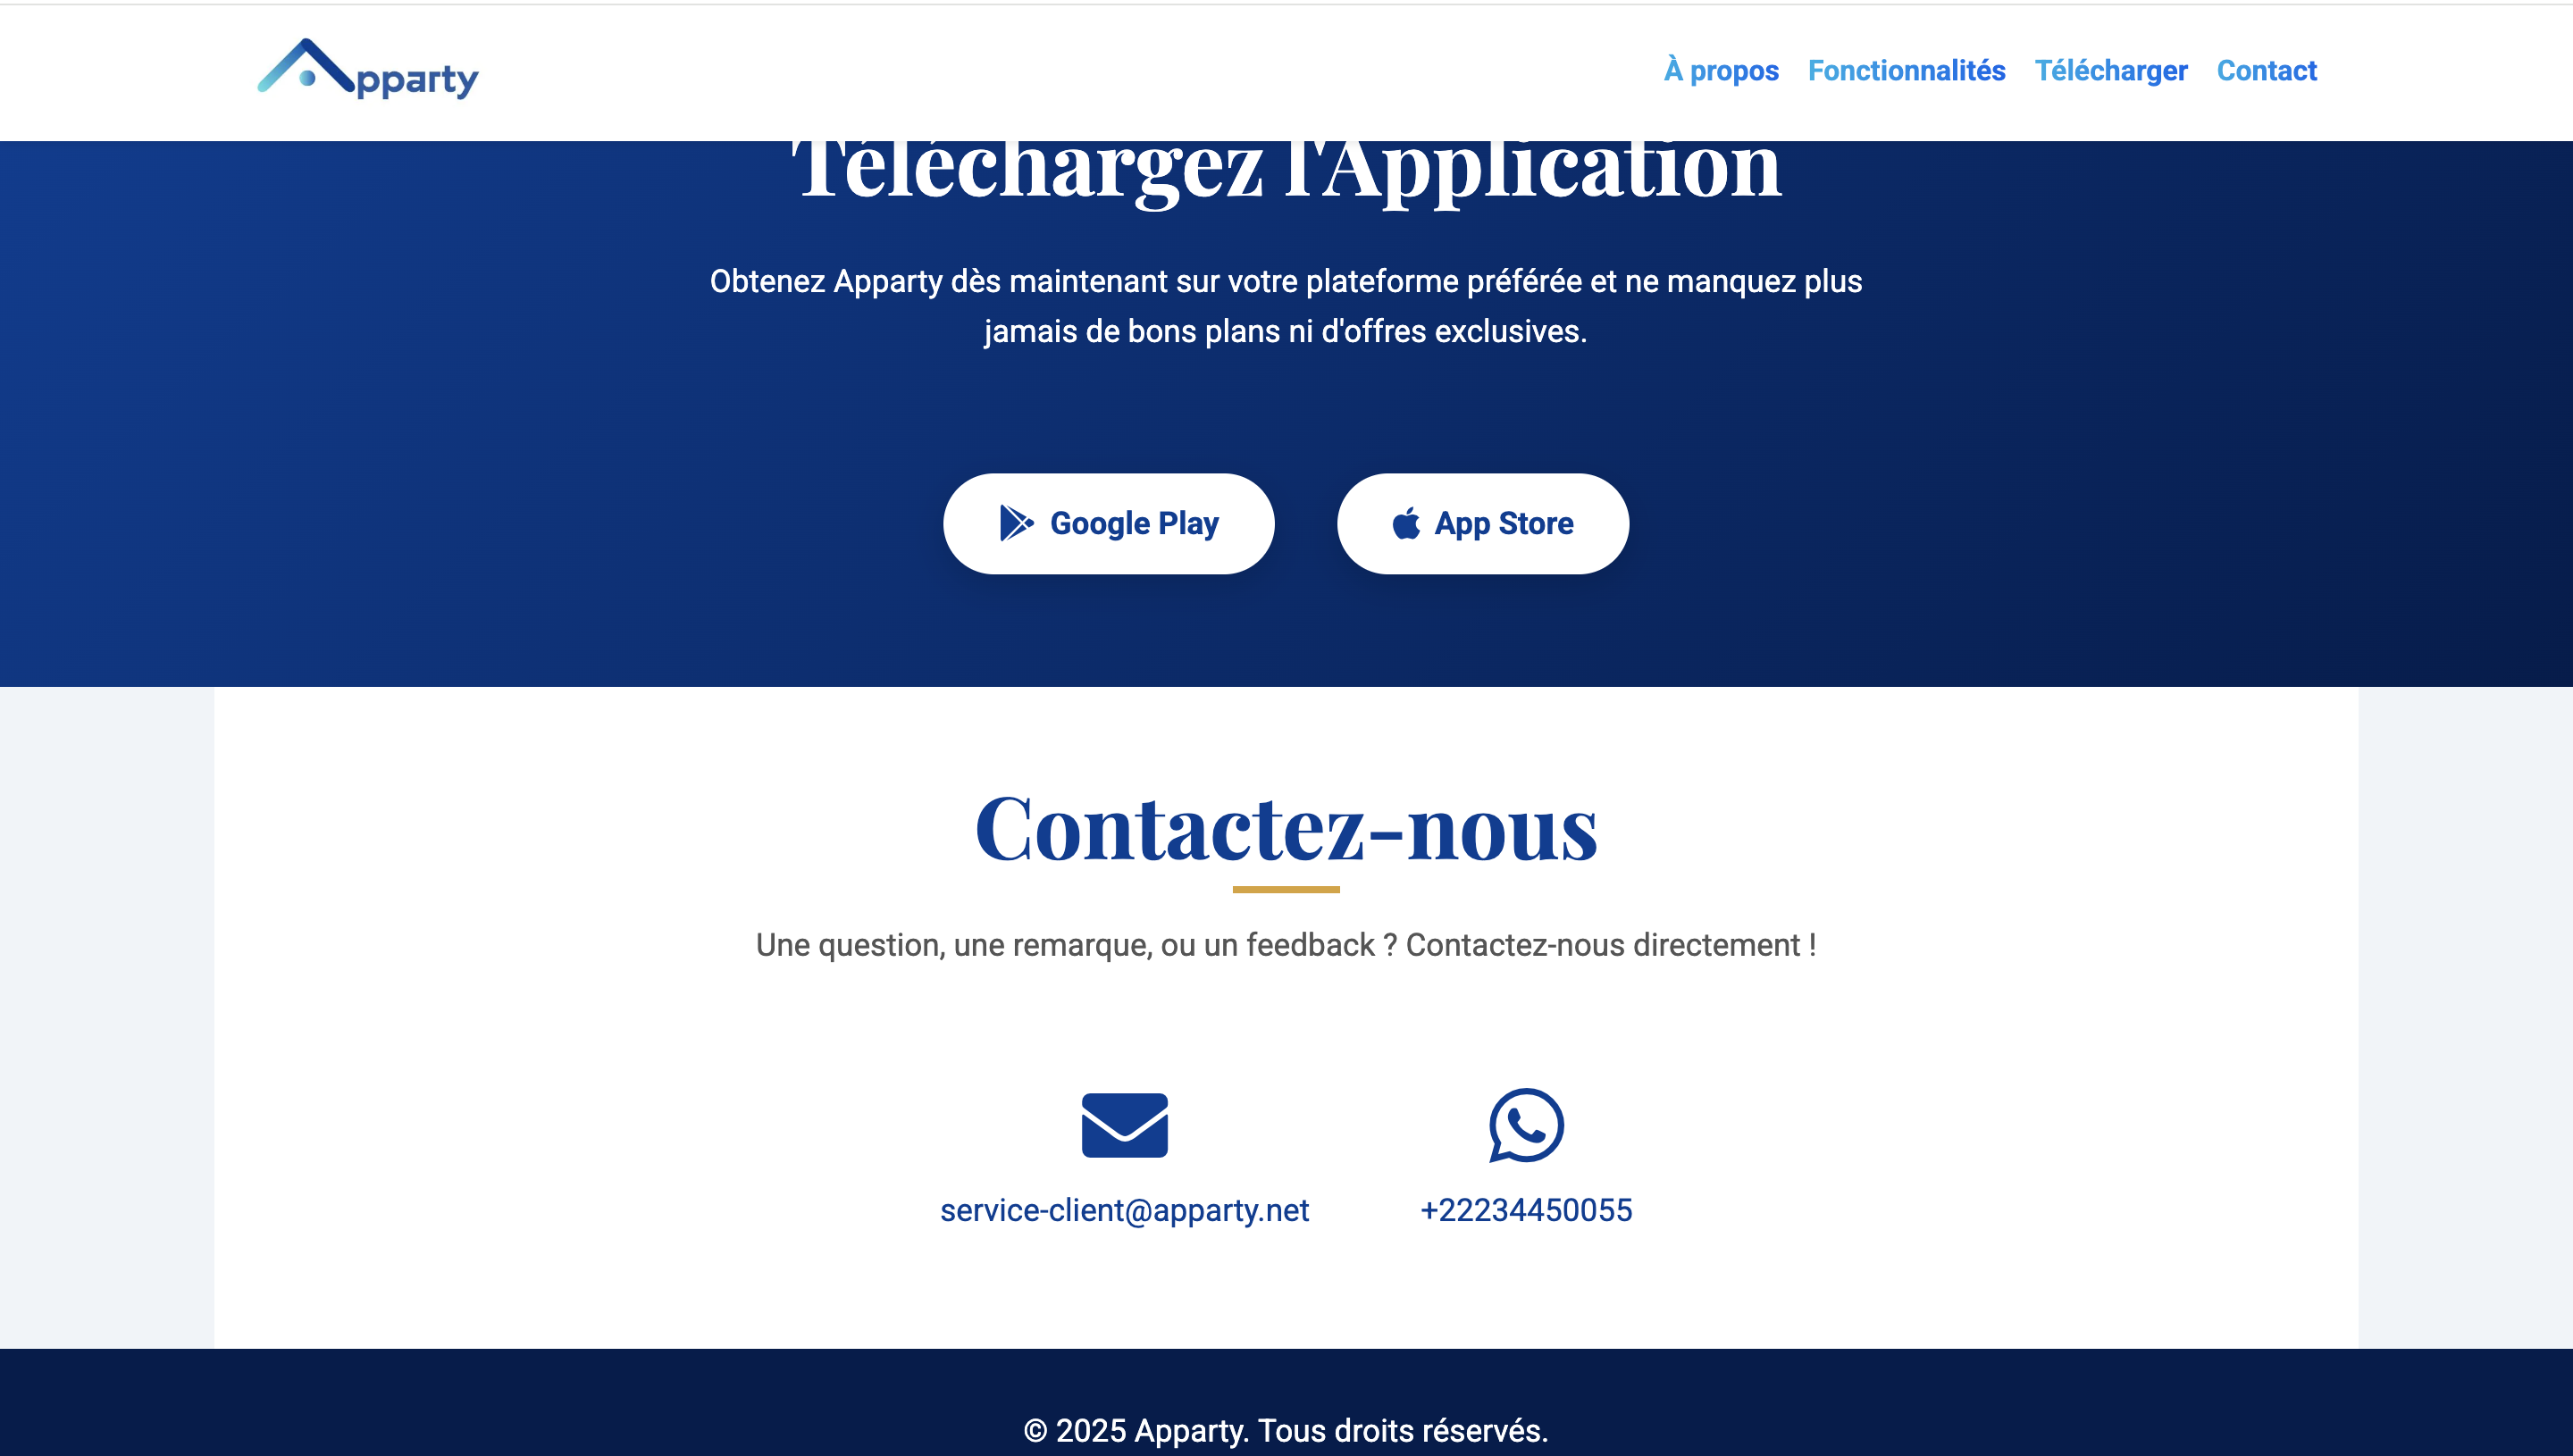 Apparty
À propos Fonctionnalités Télécharger Contact
Téléchargez l'Application
Obtenez Apparty dès maintenant sur votre plateforme préférée et ne manquez plus
jamais de bons plans ni d'offres exclusives.
Google Play App Store
Contactez-nous
Une question, une remarque, ou un feedback ? Contactez-nous directement !
service-client@apparty.net +22234450055
© 2025 Apparty. Tous droits réservés.